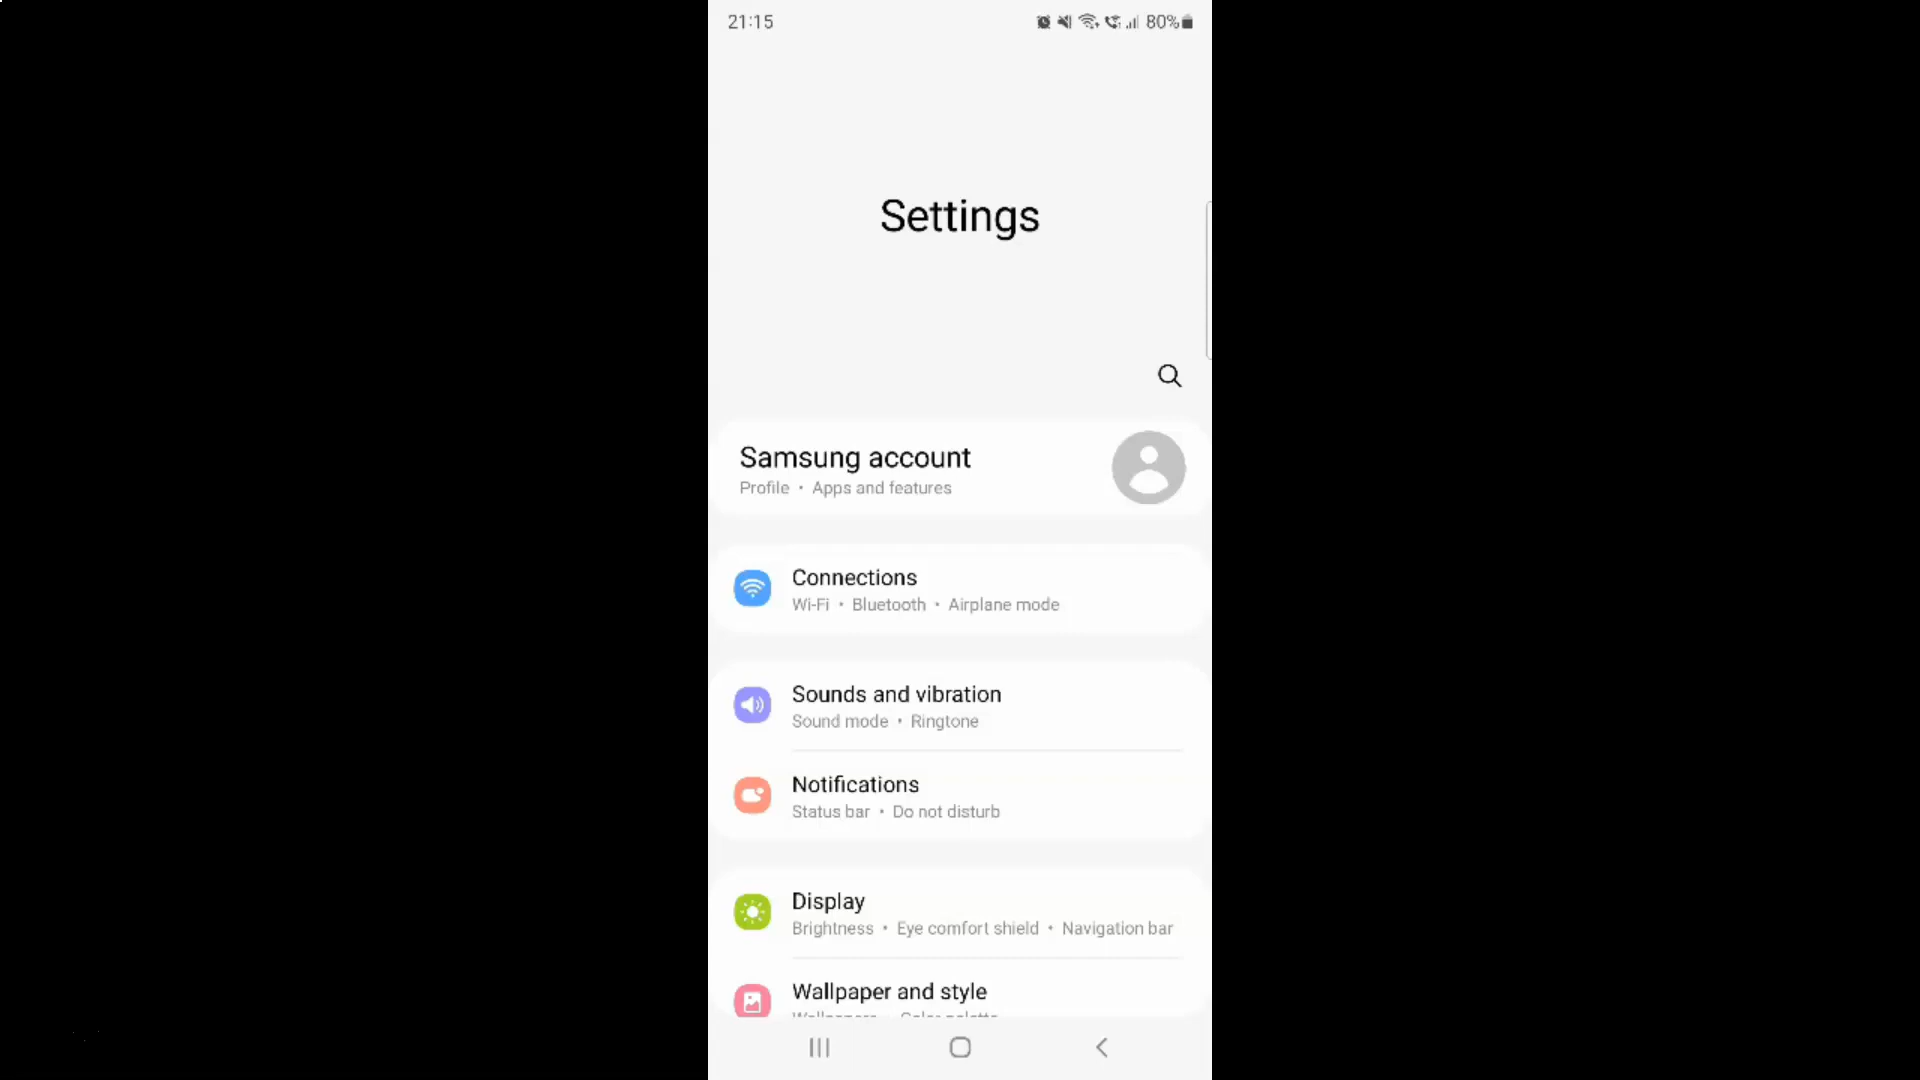 21:15 80%
Settings
Samsung account
Profile • Apps and features
Connections
Wi-Fi • Bluetooth • Airplane mode
Sounds and vibration
Sound mode • Ringtone
Notifications
Status bar • Do not disturb
Display
Brightness • Eye comfort shield • Navigation bar
Wallpaper and style